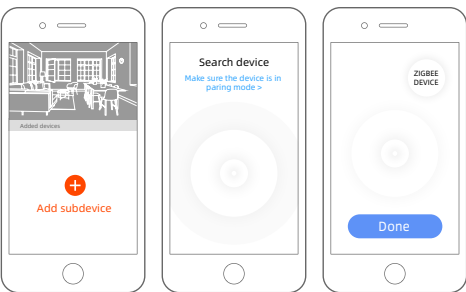 Added devices
Add subdevice
Search device
Make sure the device is in
paring mode >
ZIGBEE
DEVICE
Done